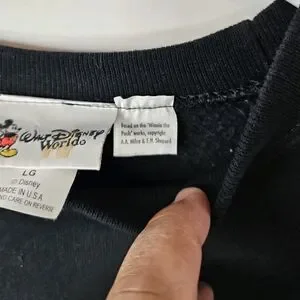 WALT DISNEY
World®
LG
© Disney
MADE IN U.S.A
AND CARE ON REVERSE
Based on the "Winnie the
Pooh" works, copyright
A.A. Milne & E.H. Shepard